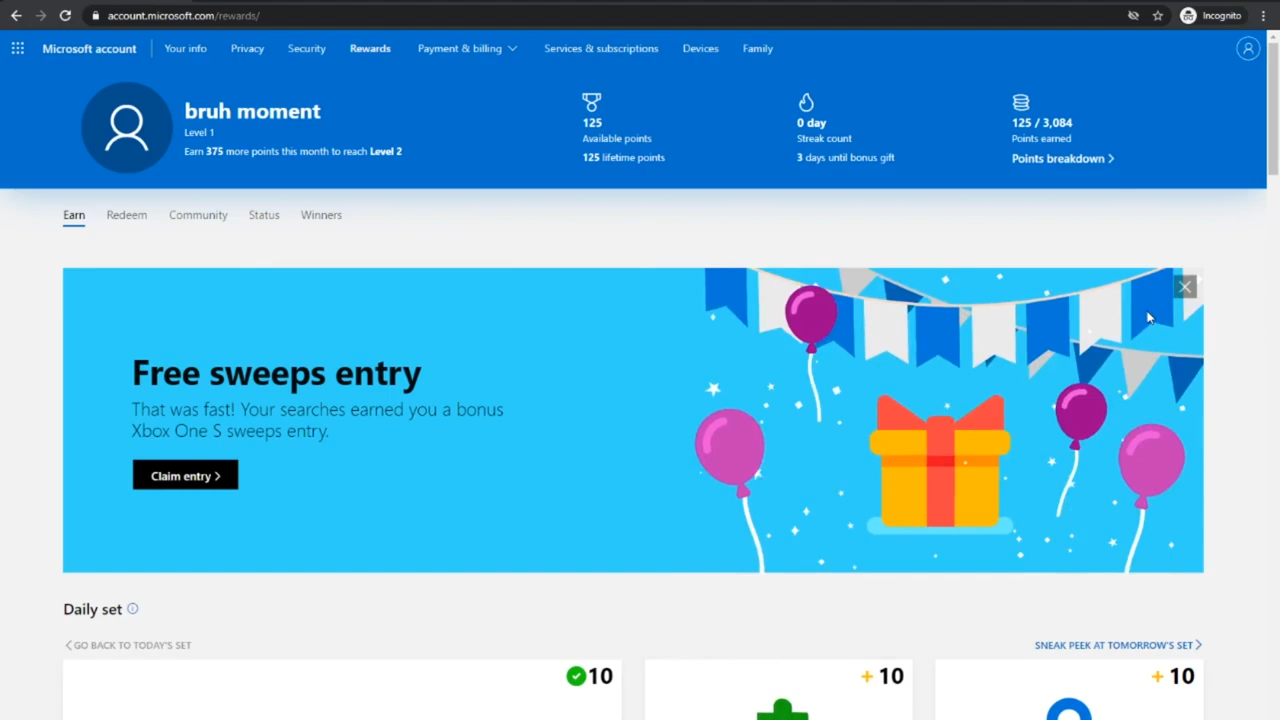 account.microsoft.com/rewards/
Incognito
Microsoft account
Your info
Privacy
Security
Rewards
Payment & billing
Services & subscriptions
Devices
Family
bruh moment
Level 1
Earn 375 more points this month to reach Level 2
125
Available points
125 lifetime points
0 day
Streak count
3 days until bonus gift
125 / 3,084
Points earned
Points breakdown >
Earn
Redeem
Community
Status
Winners
Free sweeps entry
That was fast! Your searches earned you a bonus
Xbox One S sweeps entry.
Claim entry >
Daily set
< GO BACK TO TODAY'S SET
SNEAK PEEK AT TOMORROW'S SET >
10
+ 10
+ 10